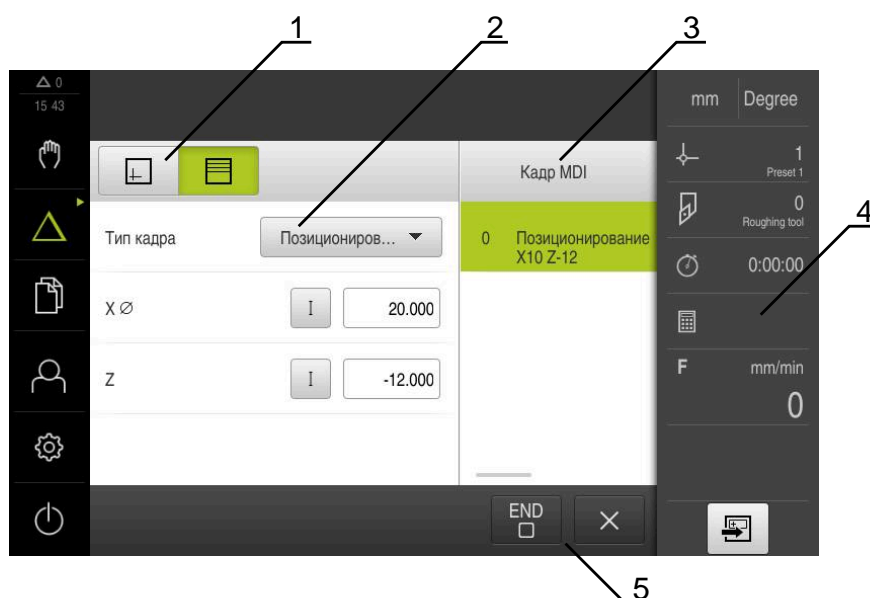 1
2
3
0
15 43
mm Degree
1
Preset 1
Кадр MDI
0
Roughing tool
4
Тип кадра
Позициониров...
0 Позиционирование
X10 Z-12
0:00:00
X ∅
I
20.000
Z
I
-12.000
F mm/min
0
END
5